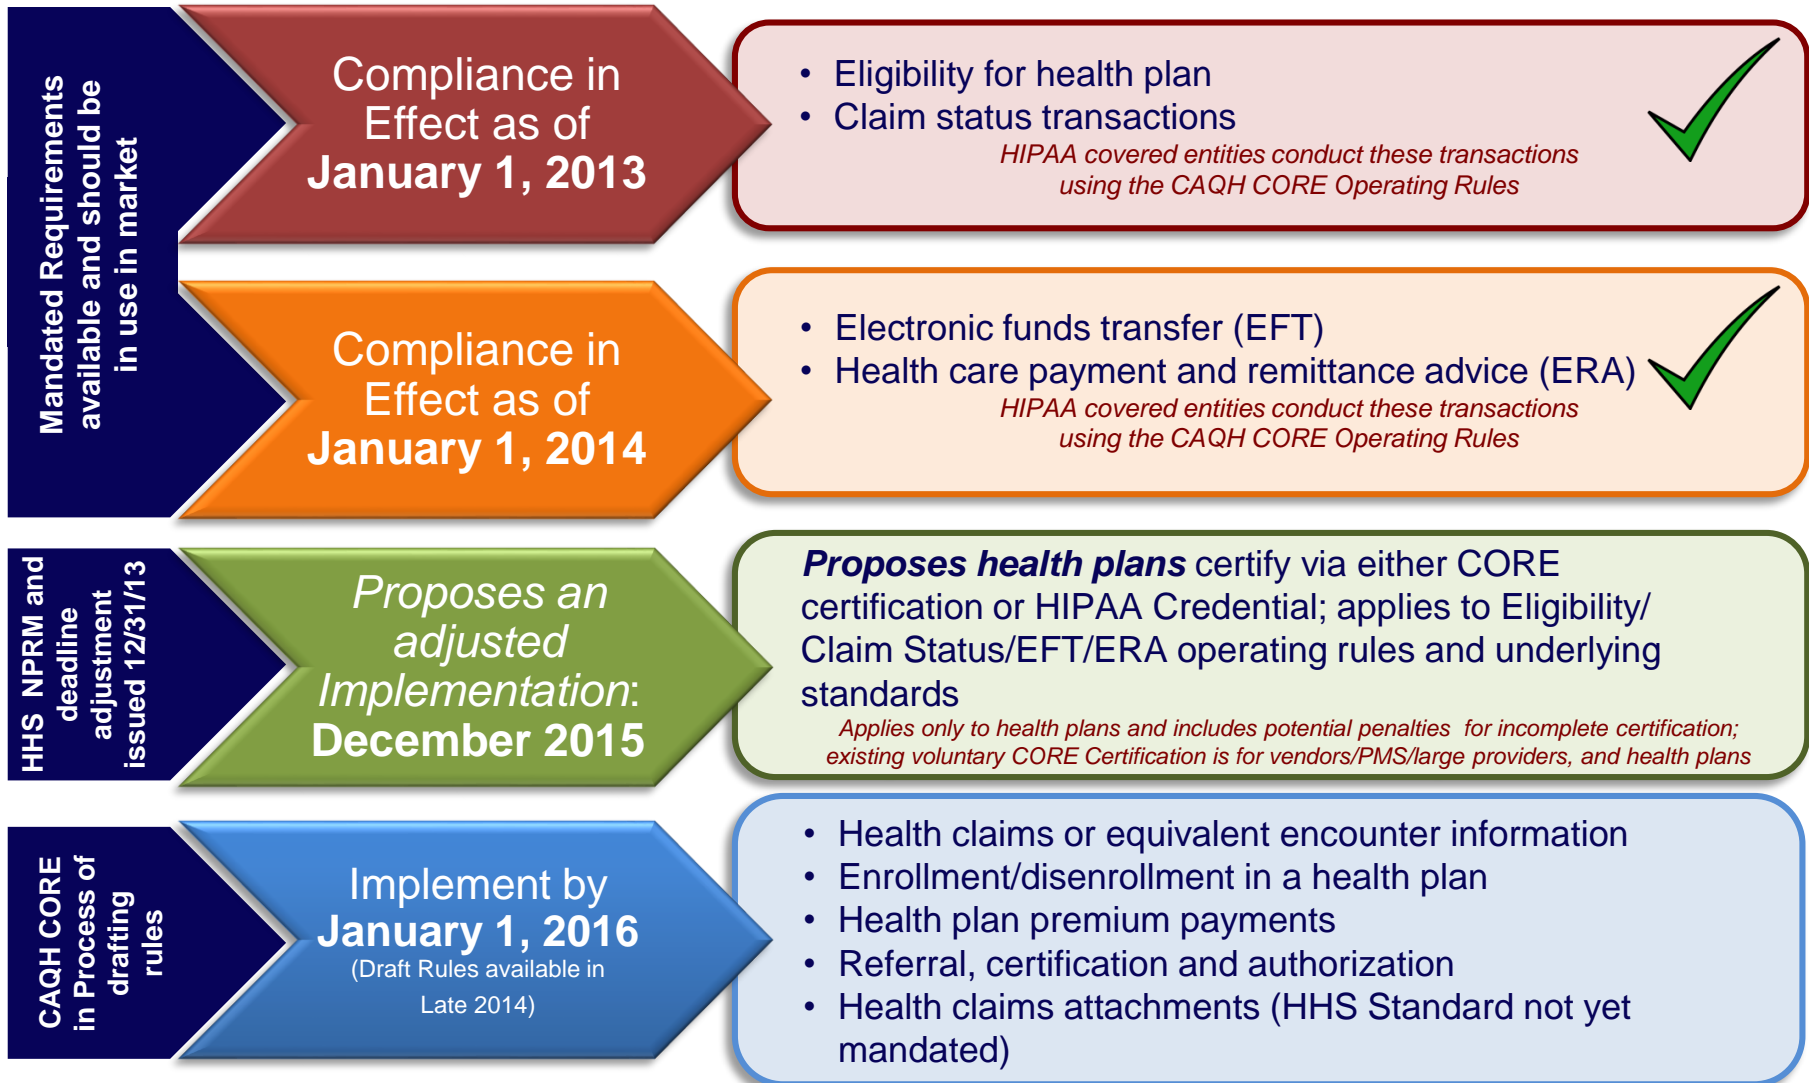 Mandated Requirements
available and should be
in use in market
Compliance in
Effect as of
January 1, 2013
• Eligibility for health plan
• Claim status transactions
HIPAA covered entities conduct these transactions
using the CAQH CORE Operating Rules
Compliance in
Effect as of
January 1, 2014
• Electronic funds transfer (EFT)
• Health care payment and remittance advice (ERA)
HIPAA covered entities conduct these transactions
using the CAQH CORE Operating Rules
HHS NPRM and
deadline
adjustment
issued 12/31/13
Proposes an
adjusted
Implementation:
December 2015
Proposes health plans certify via either CORE
certification or HIPAA Credential; applies to Eligibility/
Claim Status/EFT/ERA operating rules and underlying
standards
Applies only to health plans and includes potential penalties for incomplete certification;
existing voluntary CORE Certification is for vendors/PMS/large providers, and health plans
CAQH CORE
in Process of
drafting
rules
Implement by
January 1, 2016
(Draft Rules available in
Late 2014)
• Health claims or equivalent encounter information
• Enrollment/disenrollment in a health plan
• Health plan premium payments
• Referral, certification and authorization
• Health claims attachments (HHS Standard not yet
mandated)